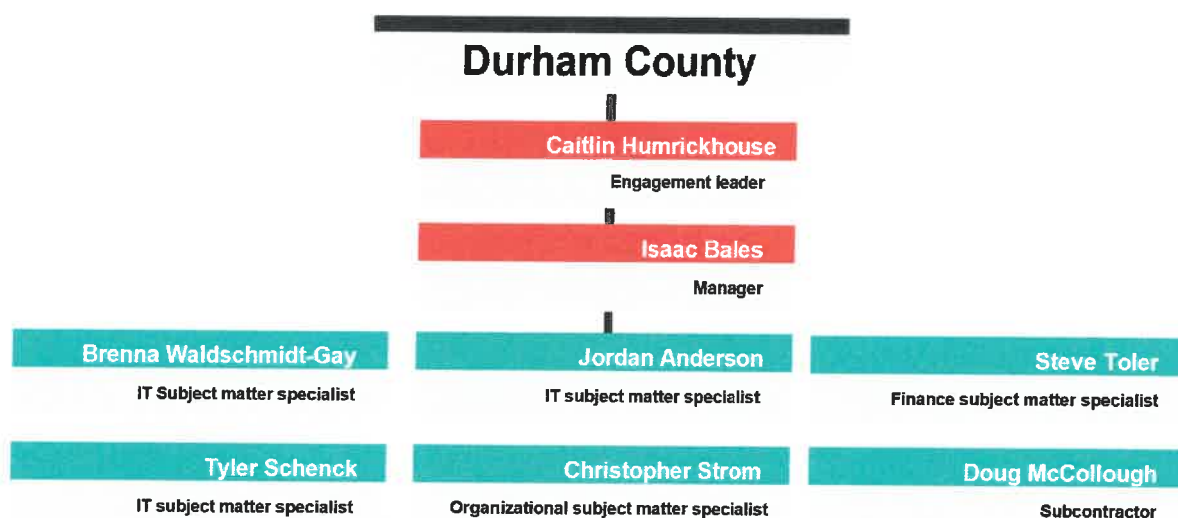 Durham County
Caitlin Humrickhouse
Engagement leader
Isaac Bales
Manager
Brenna Waldschmidt-Gay
IT Subject matter specialist
Jordan Anderson
IT subject matter specialist
Steve Toler
Finance subject matter specialist
Tyler Schenck
IT subject matter specialist
Christopher Strom
Organizational subject matter specialist
Doug McCollough
Subcontractor